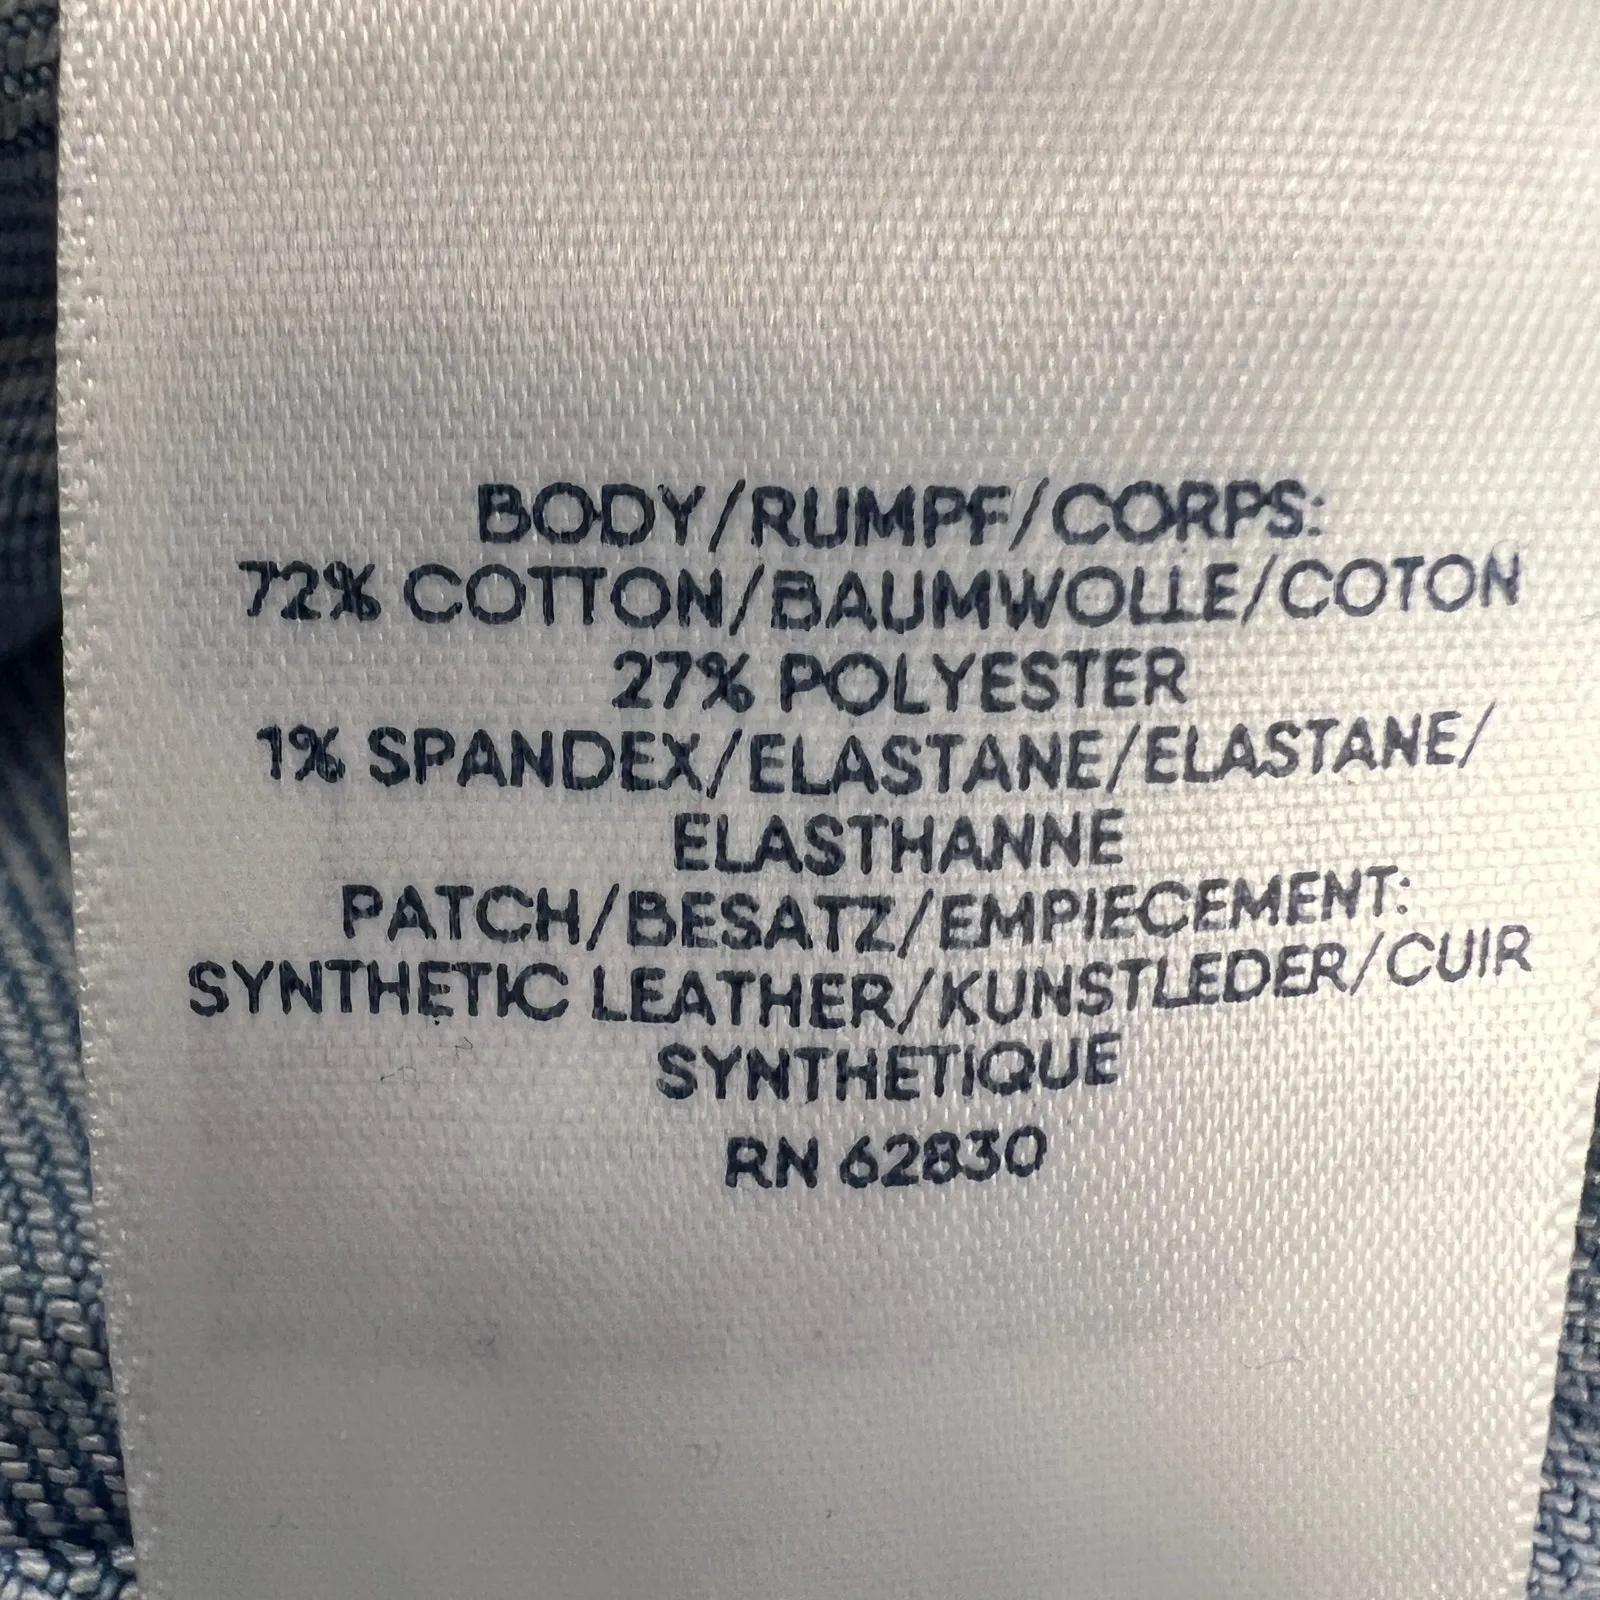 BODY/RUMPF/CORPS:
72% COTTON/BAUMWOLLE/COTON
27% POLYESTER
1% SPANDEX/ELASTANE/ELASTANE/
ELASTHANNE
PATCH/BESATZ/EMPIECEMENT:
SYNTHETIC LEATHER/KUNSTLEDER/CUIR
SYNTHETIQUE
RN 62830